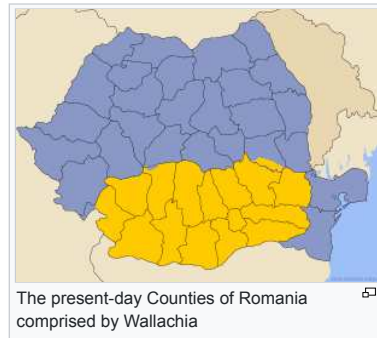 The present-day Counties of Romania
comprised by Wallachia